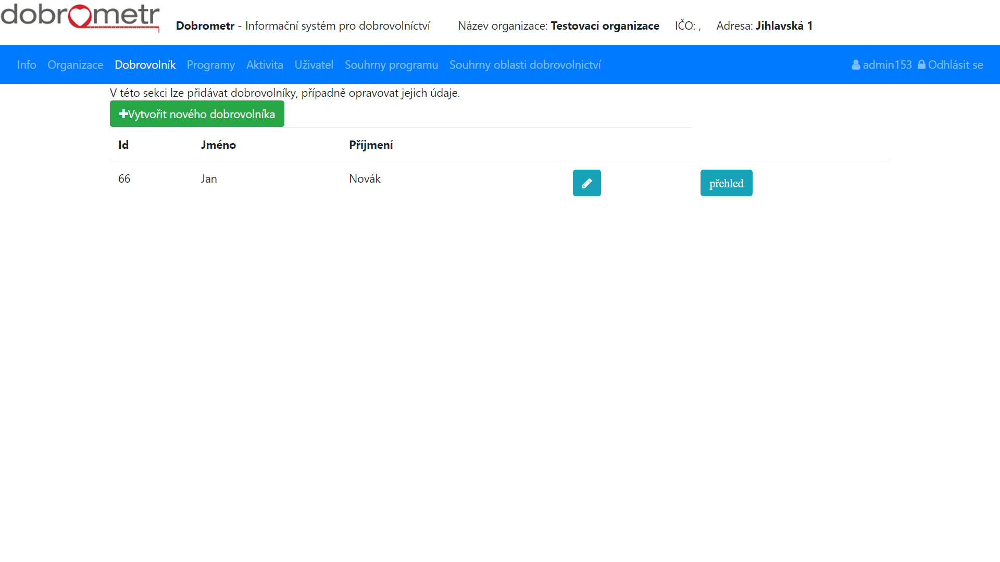 dobrometr
Dobrometr - Informační systém pro dobrovolníctví Název organizace: Testovací organizace IČO: , Adresa: Jihlavská 1
Info Organizace Dobrovolník Programy Aktivita Uživatel Souhrny programu Souhrny oblasti dobrovolnictví admin153 Odhlásit se
V této sekci lze přidávat dobrovolníky, případně opravovat jejich údaje.
Vytvořit nového dobrovolníka
Id Jméno Příjmení
66 Jan Novák přehled